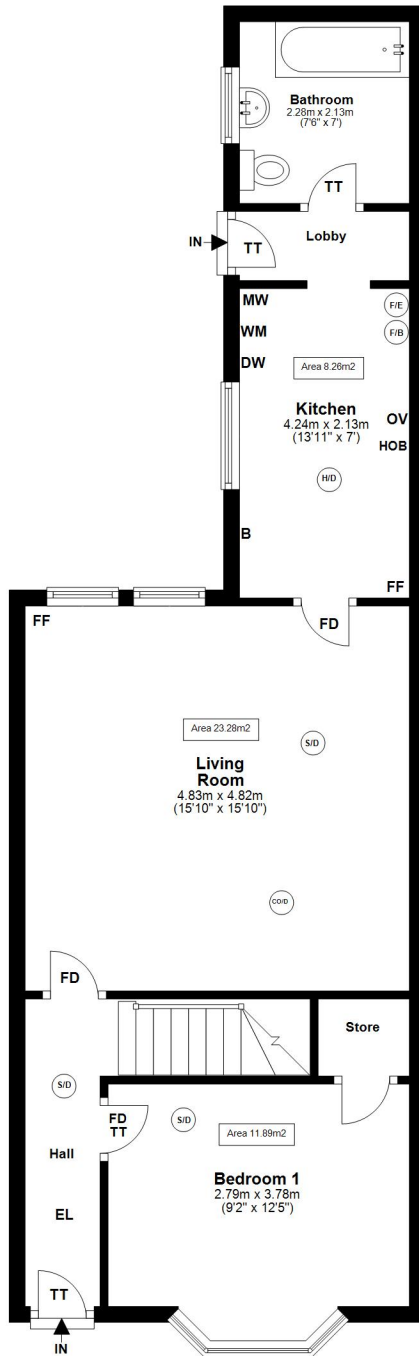 Bathroom
2.28m x 2.13m
(7'6" x 7')
TT
IN
TT
Lobby
MW
F/E
WM
F/B
DW
Area 8.26m2
Kitchen
4.24m x 2.13m
(13'11" x 7')
OV
HOB
H/D
B
FF
FF
FD
Area 23.28m2
S/D
Living
Room
4.83m x 4.82m
(15'10" x 15'10")
CO/D
FD
Store
S/D
FD
TT
S/D
Area 11.89m2
Hall
Bedroom 1
2.79m x 3.78m
(9'2" x 12'5")
EL
TT
IN